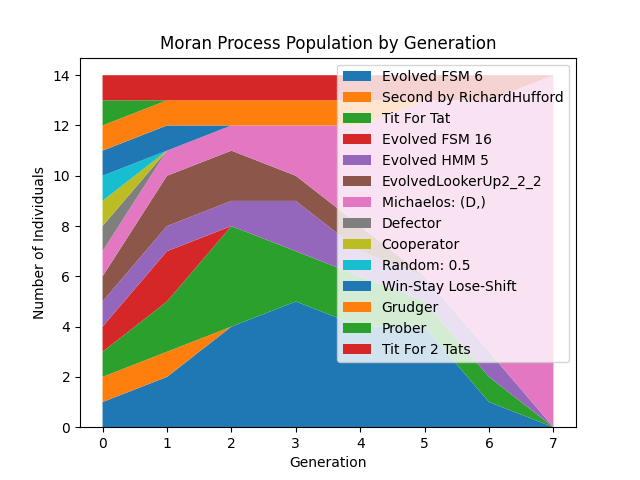 Moran Process Population by Generation
14
12
10
8
6
4
2
0
Number of Individuals
Evolved FSM 6
Second by RichardHufford
Tit For Tat
Evolved FSM 16
Evolved HMM 5
EvolvedLookerUp2_2_2
Michaelos: (D,)
Defector
Cooperator
Random: 0.5
Win-Stay Lose-Shift
Grudger
Prober
Tit For 2 Tats
0 1 2 3 4 5 6 7
Generation